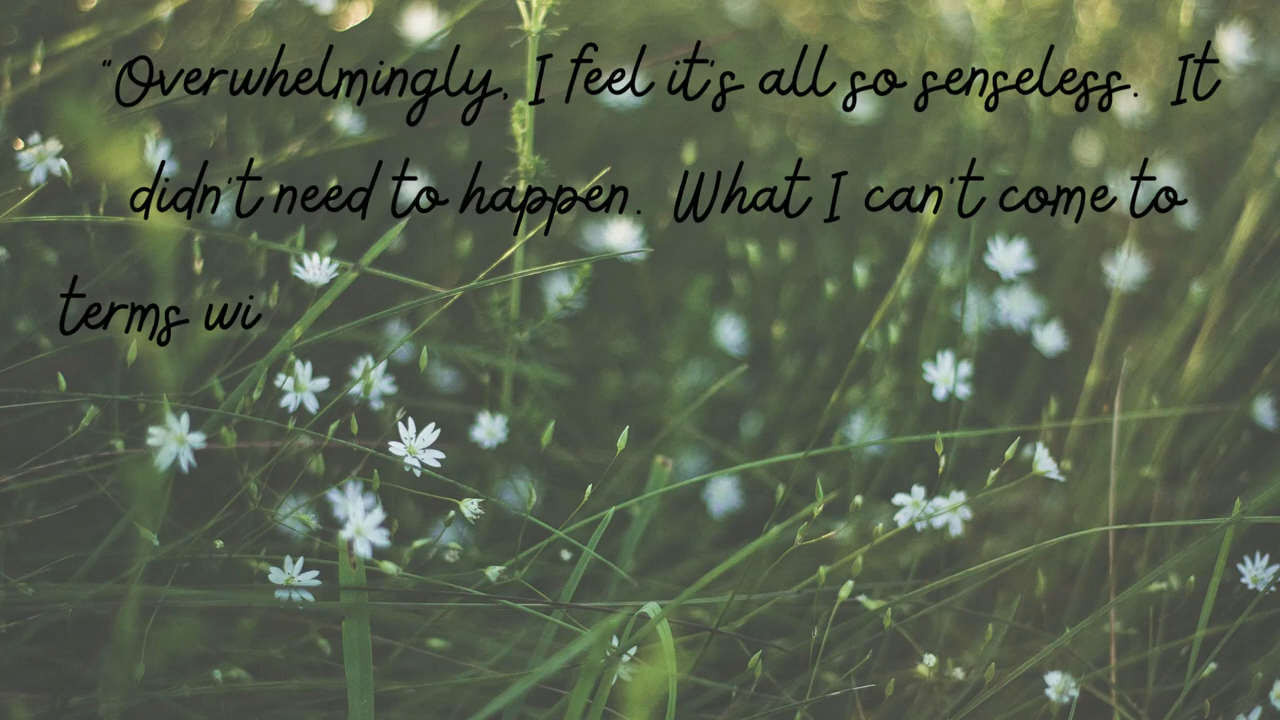 "Overwhelmingly, I feel it's all so senseless. It
didn't need to happen. What I can't come to
terms wi